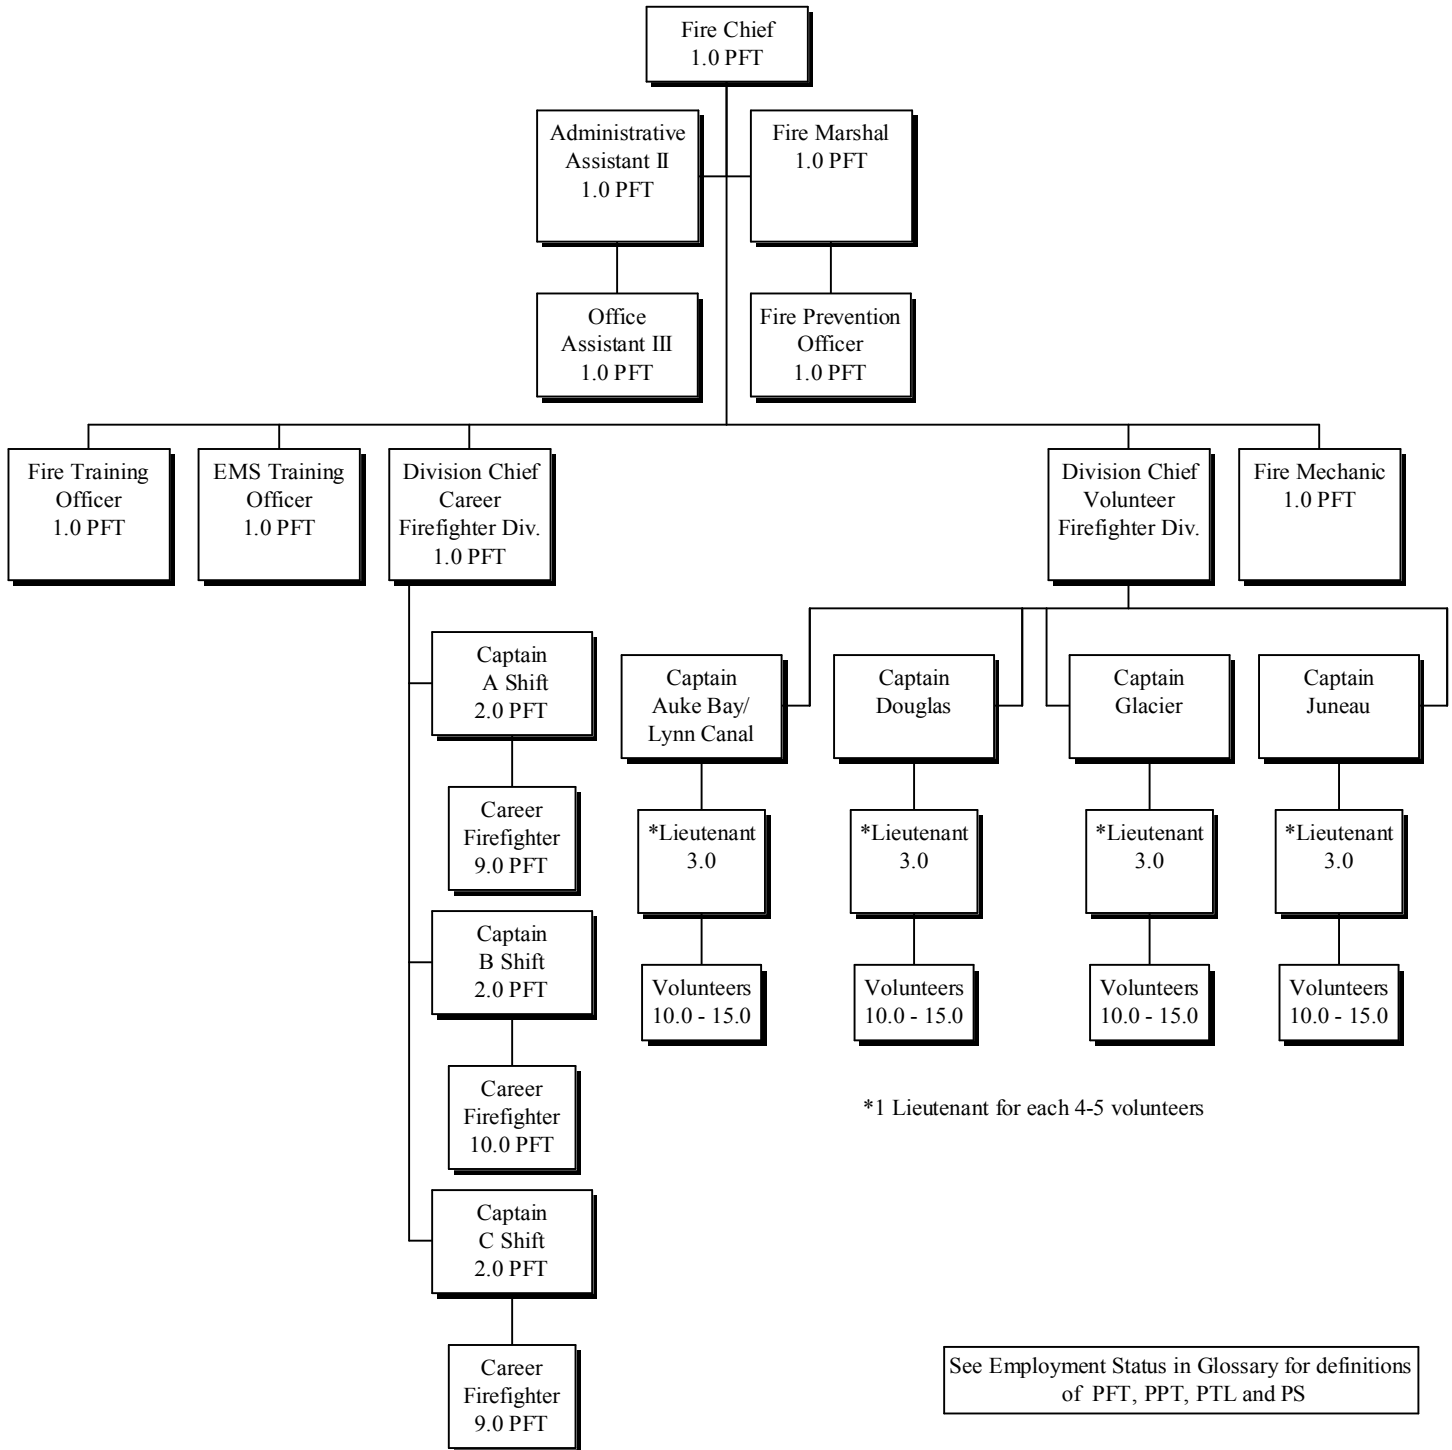 Fire Chief
1.0 PFT
Administrative
Assistant II
1.0 PFT
Fire Marshal
1.0 PFT
Office
Assistant III
1.0 PFT
Fire Prevention
Officer
1.0 PFT
Fire Training
Officer
1.0 PFT
EMS Training
Officer
1.0 PFT
Division Chief
Career
Firefighter Div.
1.0 PFT
Division Chief
Volunteer
Firefighter Div.
Fire Mechanic
1.0 PFT
Captain
A Shift
2.0 PFT
Career
Firefighter
9.0 PFT
Captain
B Shift
2.0 PFT
Career
Firefighter
10.0 PFT
Captain
C Shift
2.0 PFT
Career
Firefighter
9.0 PFT
Captain
Auke Bay/
Lynn Canal
*Lieutenant
3.0
Volunteers
10.0 - 15.0
Captain
Douglas
*Lieutenant
3.0
Volunteers
10.0 - 15.0
Captain
Glacier
*Lieutenant
3.0
Volunteers
10.0 - 15.0
Captain
Juneau
*Lieutenant
3.0
Volunteers
10.0 - 15.0
*1 Lieutenant for each 4-5 volunteers
See Employment Status in Glossary for definitions
of PFT, PPT, PTL and PS